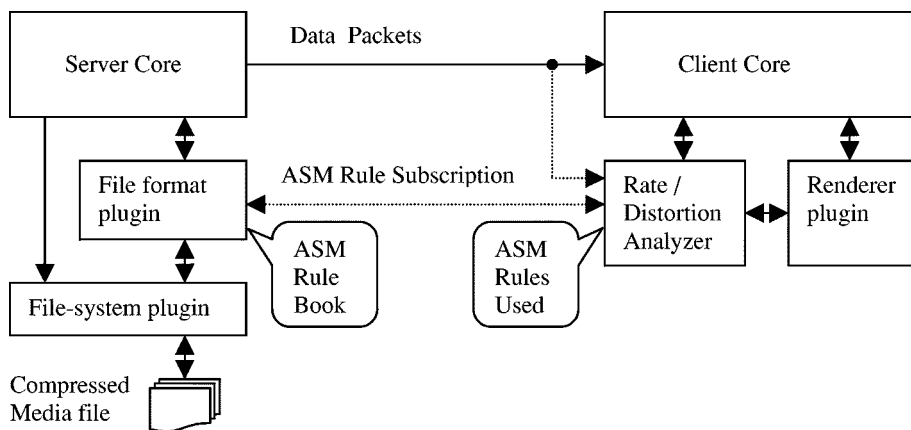 Data Packets
Server Core
Client Core
File format
plugin
ASM Rule Subscription
Rate /
Distortion
Analyzer
Renderer
plugin
ASM
Rule
Book
ASM
Rules
Used
File-system plugin
Compressed
Media file